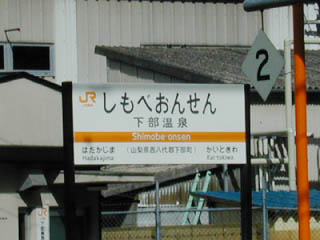 JR しもべおんせん
下部温泉
Shimobe-onsen
はだかじま (山梨県西八代郡下部町) かいときわ
Hadakajima Kai-tokiwa
2